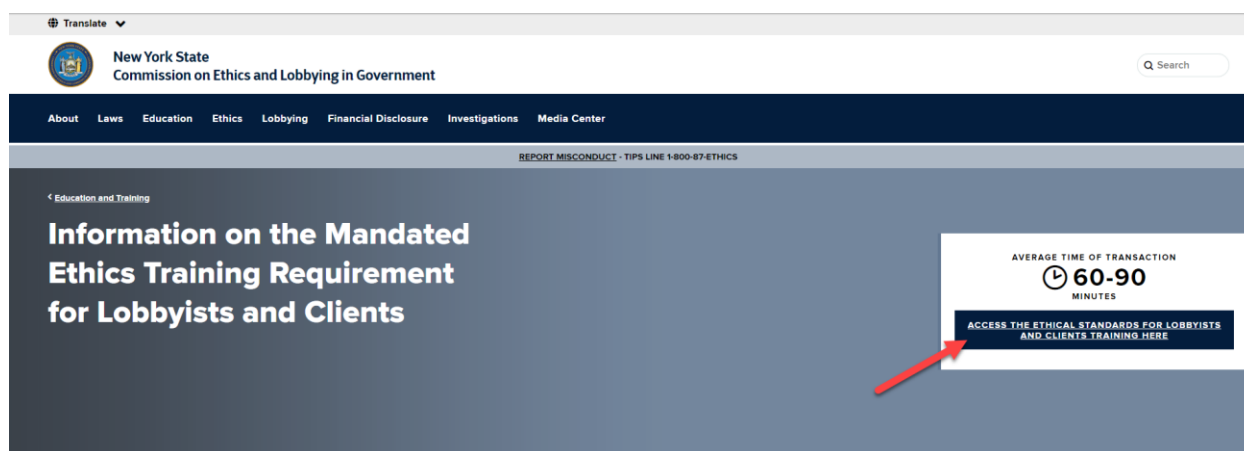 Translate
New York State
Commission on Ethics and Lobbying in Government
Search
About Laws Education Ethics Lobbying Financial Disclosure Investigations Media Center
REPORT MISCONDUCT - TIPS LINE 1-800-87-ETHICS
Education and Training
Information on the Mandated
Ethics Training Requirement
for Lobbyists and Clients
AVERAGE TIME OF TRANSACTION
60-90
MINUTES
ACCESS THE ETHICAL STANDARDS FOR LOBBYISTS
AND CLIENTS TRAINING HERE